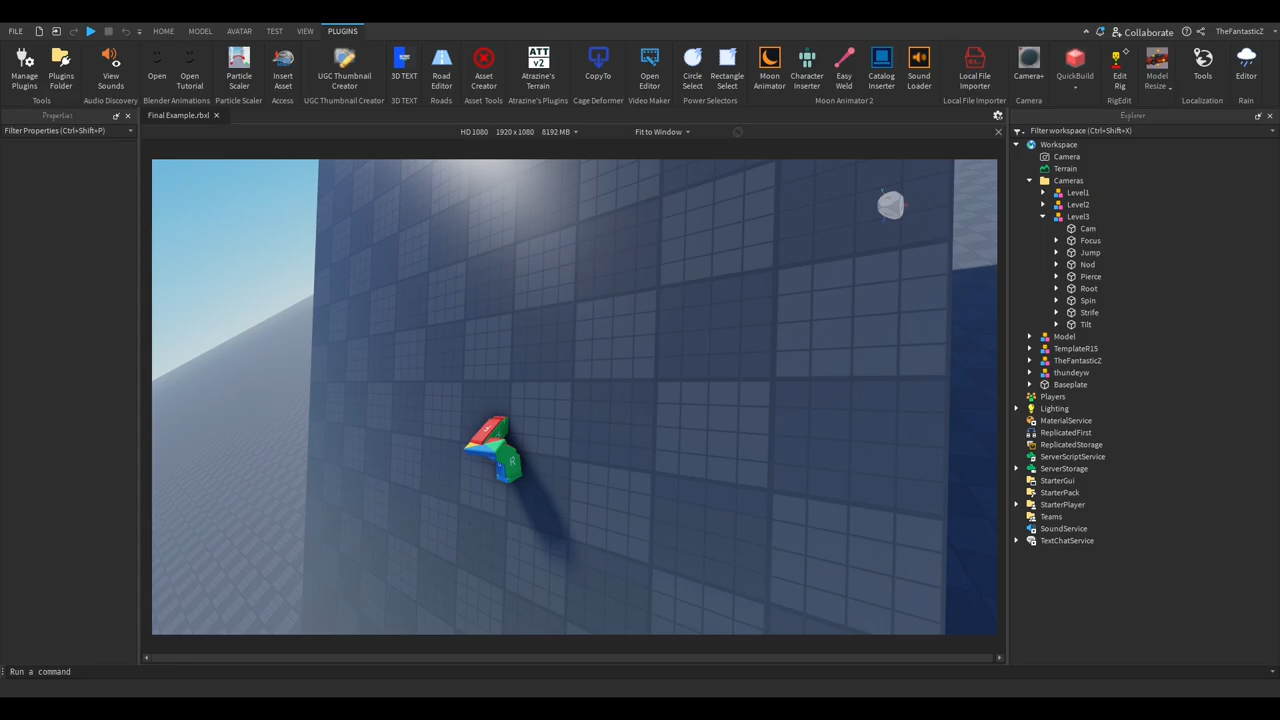 FILE HOME MODEL AVATAR TEST VIEW PLUGINS Collaborate TheFantasticZ
Manage Plugins
Plugins Folder
View Sounds
Open
Open Tutorial
Particle Scaler
Insert Asset
UGC Thumbnail Creator
3D TEXT
Road Editor
Asset Creator
ATT v2
Atrazine's Terrain
CopyTo
Open Editor
Circle Select
Rectangle Select
Moon Animator
Character Inserter
Easy Weld
Catalog Inserter
Sound Loader
Local File Importer
Camera+
QuickBuild
Edit Rig
Model Resize
Tools
Editor
Tools Audio Discovery Blender Animations Particle Scaler Access UGC Thumbnail Creator 3D TEXT Roads Asset Tools Atrazine's Plugins Cage Deformer Video Maker Power Selectors Moon Animator 2 Local File Importer Camera RigEdit Localization Rain
Properties
Final Example.rbxl
Explorer
Filter Properties (Ctrl+Shift+P)
HD 1080 1920 x 1080 8192 MB Fit to Window
Filter workspace (Ctrl+Shift+X)
Workspace
Camera
Terrain
Cameras
Level1
Level2
Level3
Cam
Focus
Jump
Nod
Pierce
Root
Spin
Strife
Tilt
Model
TemplateR15
TheFantasticZ
thundeyw
Baseplate
Players
Lighting
MaterialService
ReplicatedFirst
ReplicatedStorage
ServerScriptService
ServerStorage
StarterGui
StarterPack
StarterPlayer
Teams
SoundService
TextChatService
R
Run a command